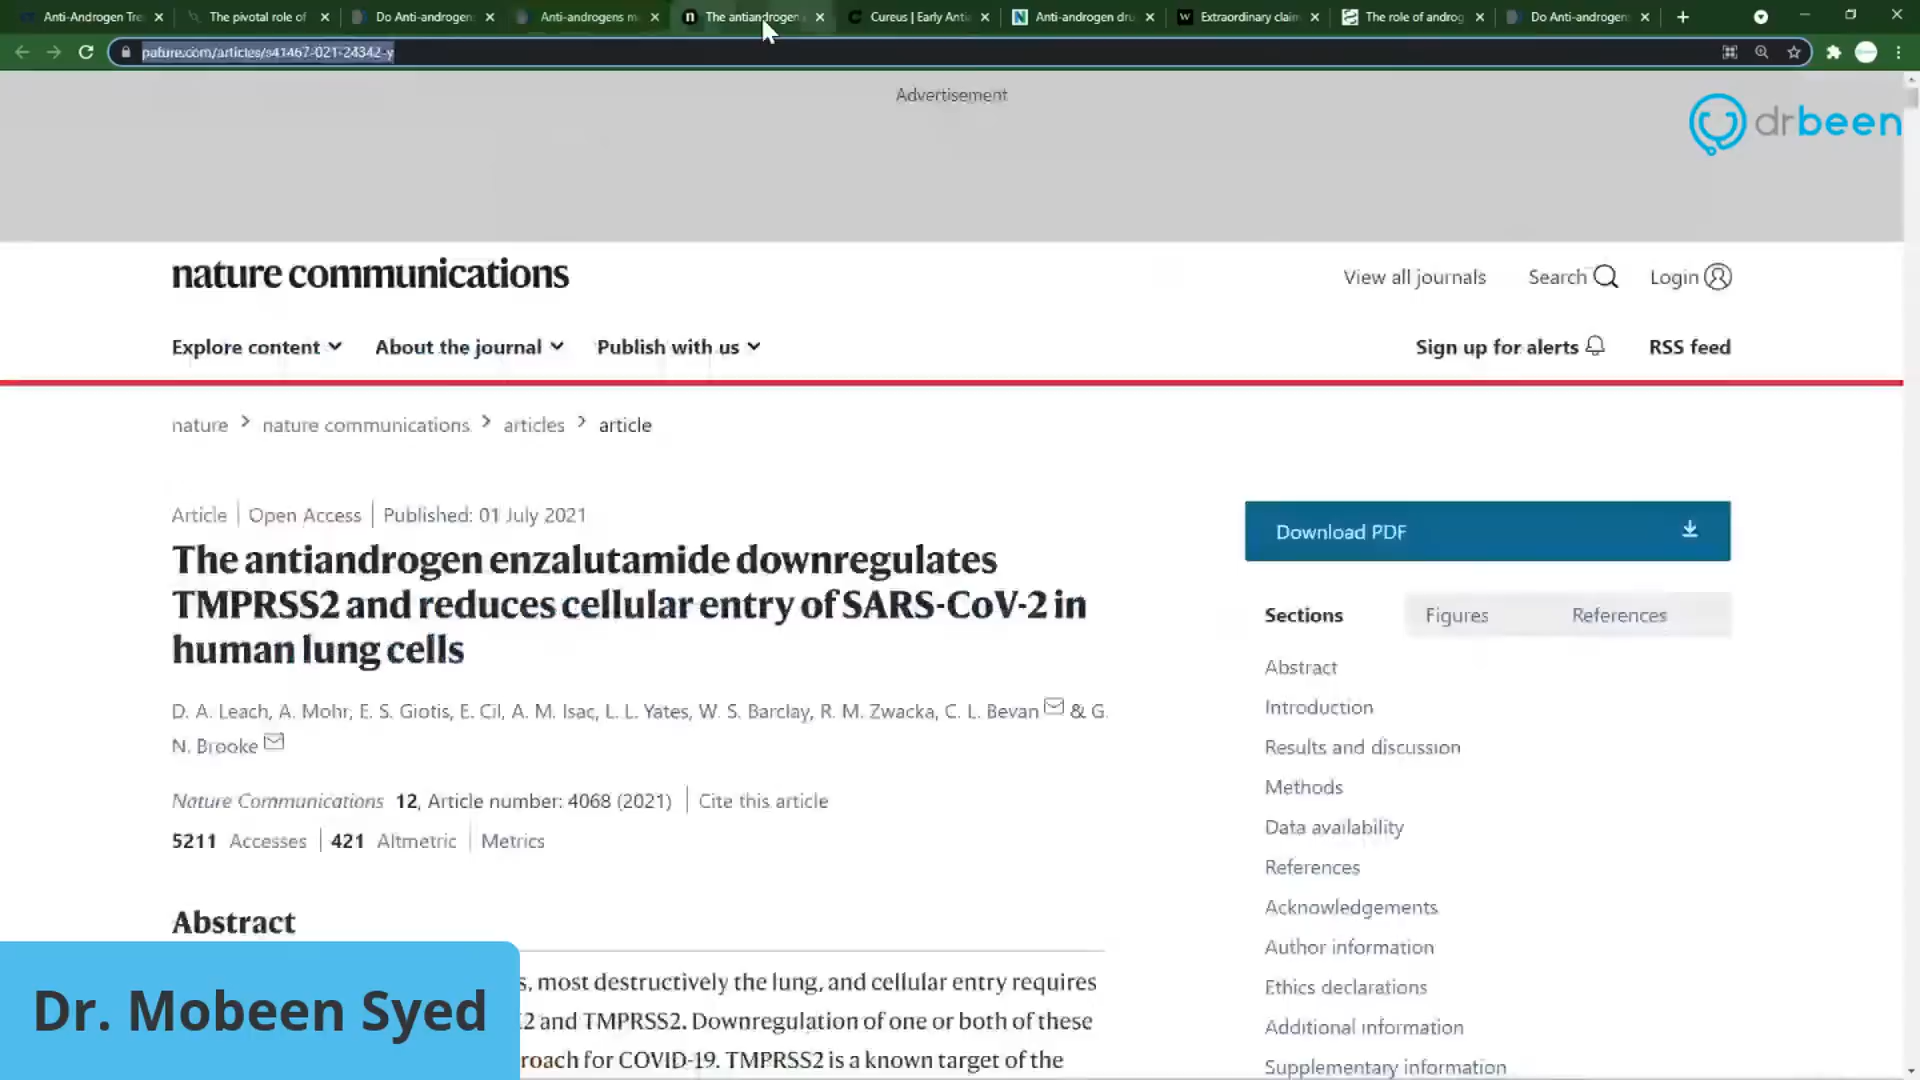 Anti-Androgen Tre
The pivotal role of
Do Anti-androgen
Anti-androgens m
The antiandrogen
Cureus | Early Anti
Anti-androgen dru
Extraordinary claim
The role of androg
Do Anti-androgen
nature.com/articles/s41467-021-24342-y
Advertisement
drbeen
nature communications
View all journals
Search
Login
Explore content
About the journal
Publish with us
Sign up for alerts
RSS feed
nature > nature communications > articles > article
Article | Open Access | Published: 01 July 2021
The antiandrogen enzalutamide downregulates
TMPRSS2 and reduces cellular entry of SARS-CoV-2 in
human lung cells
D. A. Leach, A. Mohr, E. S. Giotis, E. Cil, A. M. Isac, L. L. Yates, W. S. Barclay, R. M. Zwacka, C. L. Bevan & G.
N. Brooke
Nature Communications 12, Article number: 4068 (2021) | Cite this article
5211 Accesses | 421 Altmetric | Metrics
Abstract
s, most destructively the lung, and cellular entry requires
2 and TMPRSS2. Downregulation of one or both of these
roach for COVID-19. TMPRSS2 is a known target of the
Dr. Mobeen Syed
Download PDF
Sections
Figures
References
Abstract
Introduction
Results and discussion
Methods
Data availability
References
Acknowledgements
Author information
Ethics declarations
Additional information
Supplementary information